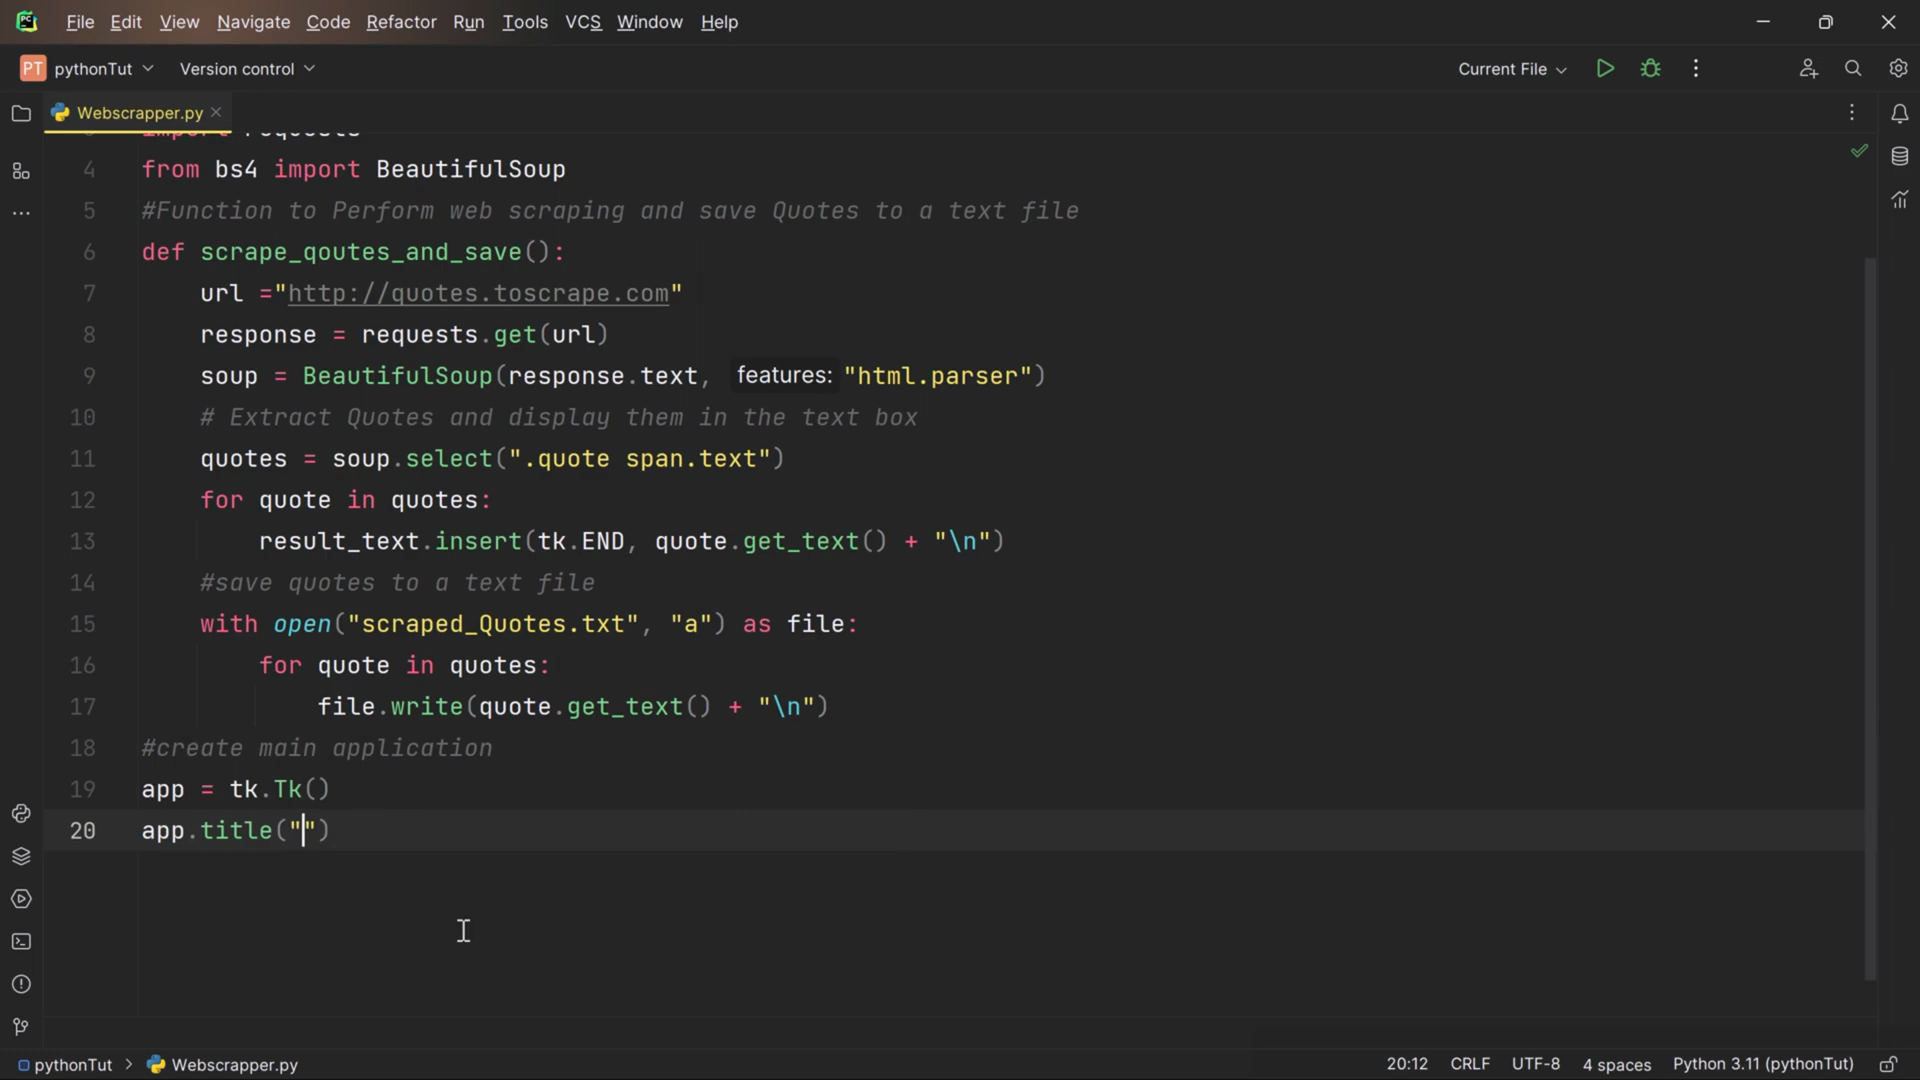 File Edit View Navigate Code Refactor Run Tools VCS Window Help
PT pythonTut Version control Current File
Webscrapper.py
3 import requests
4 from bs4 import BeautifulSoup
5 #Function to Perform web scraping and save Quotes to a text file
6 def scrape_qoutes_and_save():
7 url ="http://quotes.toscrape.com"
8 response = requests.get(url)
9 soup = BeautifulSoup(response.text, features: "html.parser")
10 # Extract Quotes and display them in the text box
11 quotes = soup.select(".quote span.text")
12 for quote in quotes:
13 result_text.insert(tk.END, quote.get_text() + "\n")
14 #save quotes to a text file
15 with open("scraped_Quotes.txt", "a") as file:
16 for quote in quotes:
17 file.write(quote.get_text() + "\n")
18 #create main application
19 app = tk.Tk()
20 app.title("")
pythonTut > Webscrapper.py 20:12 CRLF UTF-8 4 spaces Python 3.11 (pythonTut)